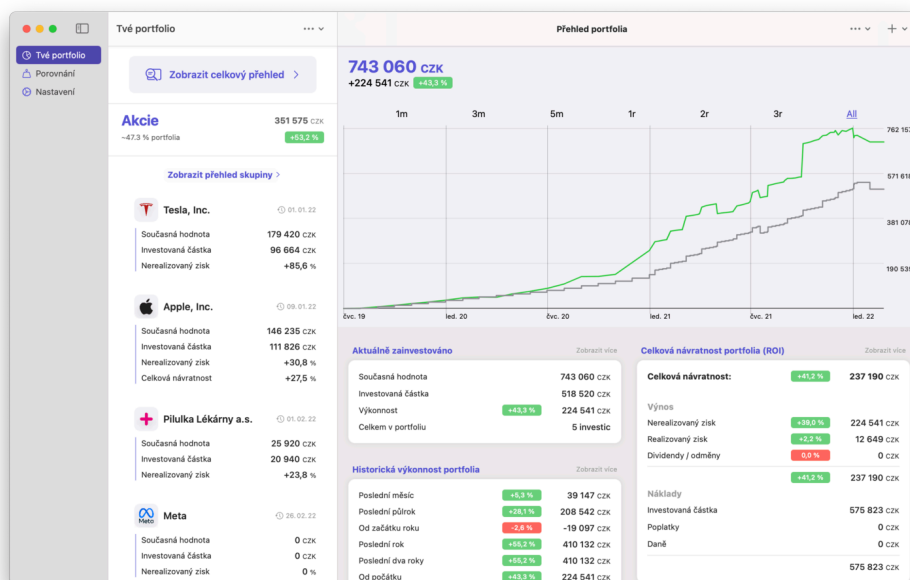 Tvé portfolio
Porovnání
Nastavení
Tvé portfolio
Zobrazit celkový přehled
Akcie 351 575 CZK
~47.3 % portfolia +53,2 %
Zobrazit přehled skupiny
Tesla, Inc. 01.01.22
Současná hodnota 179 420 CZK
Investovaná částka 96 664 CZK
Nerealizovaný zisk +85,6 %
Apple, Inc. 09.01.22
Současná hodnota 146 235 CZK
Investovaná částka 111 826 CZK
Nerealizovaný zisk +30,8 %
Celková návratnost +27,5 %
Pilulka Lékárny a.s. 01.02.22
Současná hodnota 25 920 CZK
Investovaná částka 20 940 CZK
Nerealizovaný zisk +23,8 %
Meta
Meta 26.02.22
Současná hodnota 0 CZK
Investovaná částka 0 CZK
Nerealizovaný zisk 0 %
Přehled portfolia
743 060 CZK
+224 541 CZK +43,3 %
1m 3m 5m 1r 2r 3r All
762 157
571 618
381 078
190 539
čvc. 19 led. 20 čvc. 20 led. 21 čvc. 21 led. 22
Aktuálně zainvestováno Zobrazit více
Současná hodnota 743 060 CZK
Investovaná částka 518 520 CZK
Výkonnost +43,3 % 224 541 CZK
Celkem v portfoliu 5 investic
Historická výkonnost portfolia Zobrazit více
Poslední měsíc +5,3 % 39 147 CZK
Poslední půlrok +28,1 % 208 542 CZK
Od začátku roku -2,6 % -19 097 CZK
Poslední rok +55,2 % 410 132 CZK
Poslední dva roky +55,2 % 410 132 CZK
Od počátku +43,3 % 224 541 CZK
Celková návratnost portfolia (ROI) Zobrazit více
Celková návratnost: +41,2 % 237 190 CZK
Výnos
Nerealizovaný zisk +39,0 % 224 541 CZK
Realizovaný zisk +2,2 % 12 649 CZK
Dividendy / odměny 0,0 % 0 CZK
+41,2 % 237 190 CZK
Náklady
Investovaná částka 575 823 CZK
Poplatky 0 CZK
Daně 0 CZK
575 823 CZK